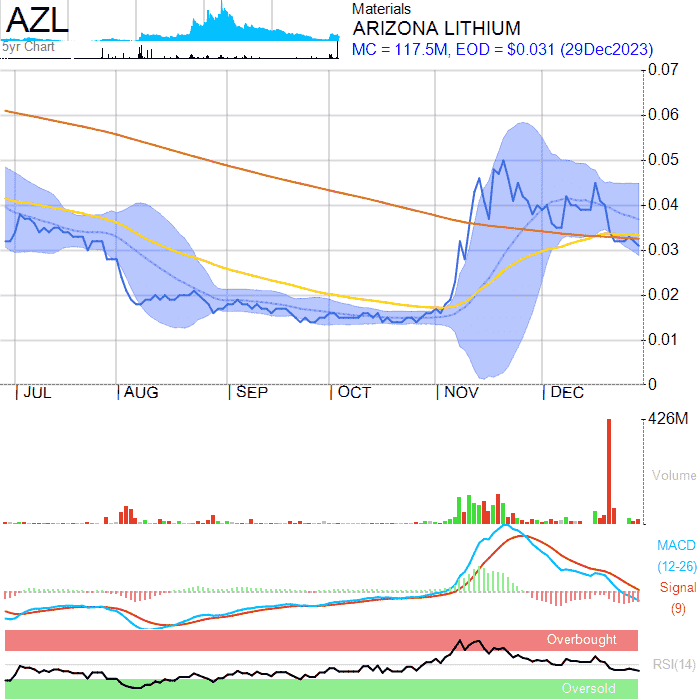 AZL
5yr Chart
Materials
ARIZONA LITHIUM
MC = 117.5M, EOD = $0.031 (29Dec2023)
0.07
0.06
0.05
0.04
0.03
0.02
0.01
0
JUL AUG SEP OCT NOV DEC
426M
Volume
MACD
(12-26)
Signal
(9)
Overbought
RSI(14)
Oversold